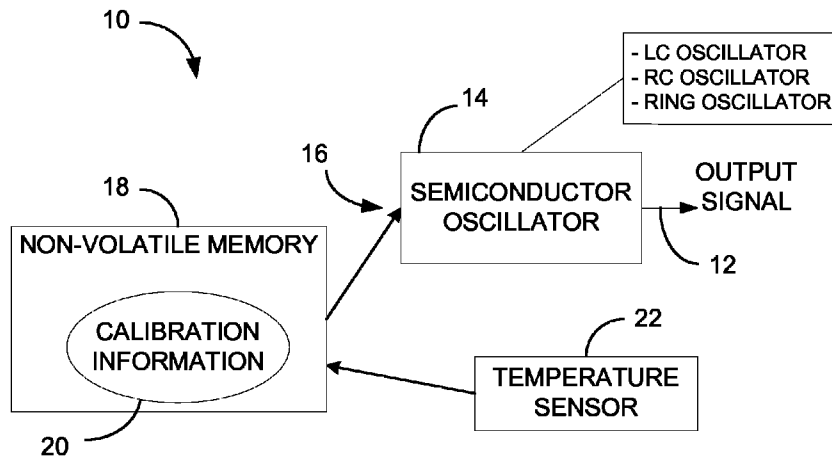 10
- LC OSCILLATOR
- RC OSCILLATOR
- RING OSCILLATOR
14
16
SEMICONDUCTOR
OSCILLATOR
OUTPUT
SIGNAL
12
18
NON-VOLATILE MEMORY
CALIBRATION
INFORMATION
20
22
TEMPERATURE
SENSOR